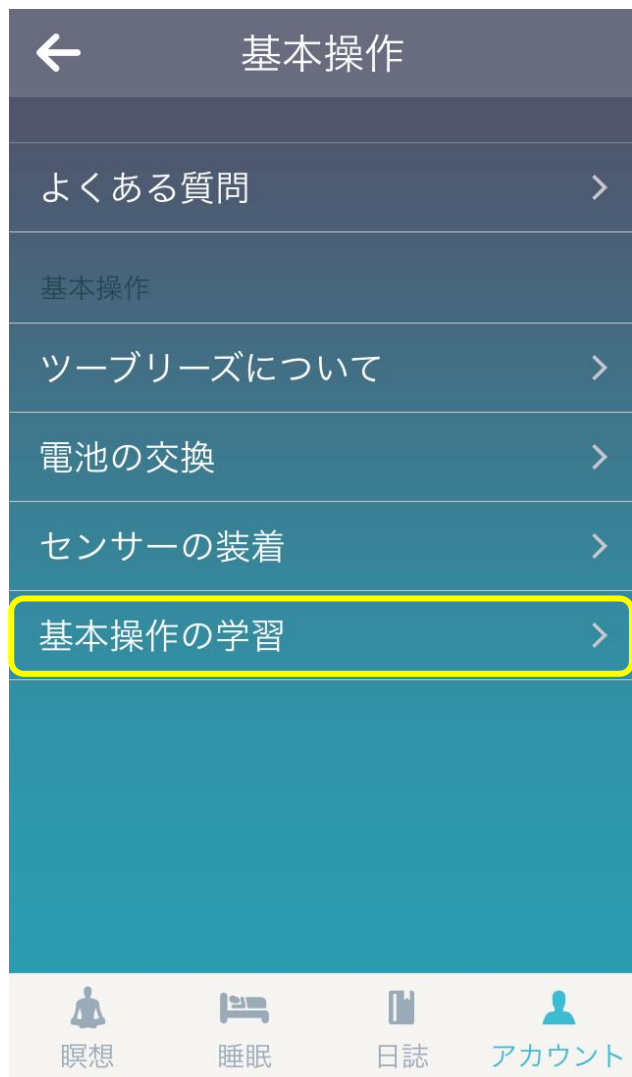 基本操作
よくある質問
基本操作
ツーブリーズについて
電池の交換
センサーの装着
基本操作の学習
瞑想
睡眠
日誌
アカウント